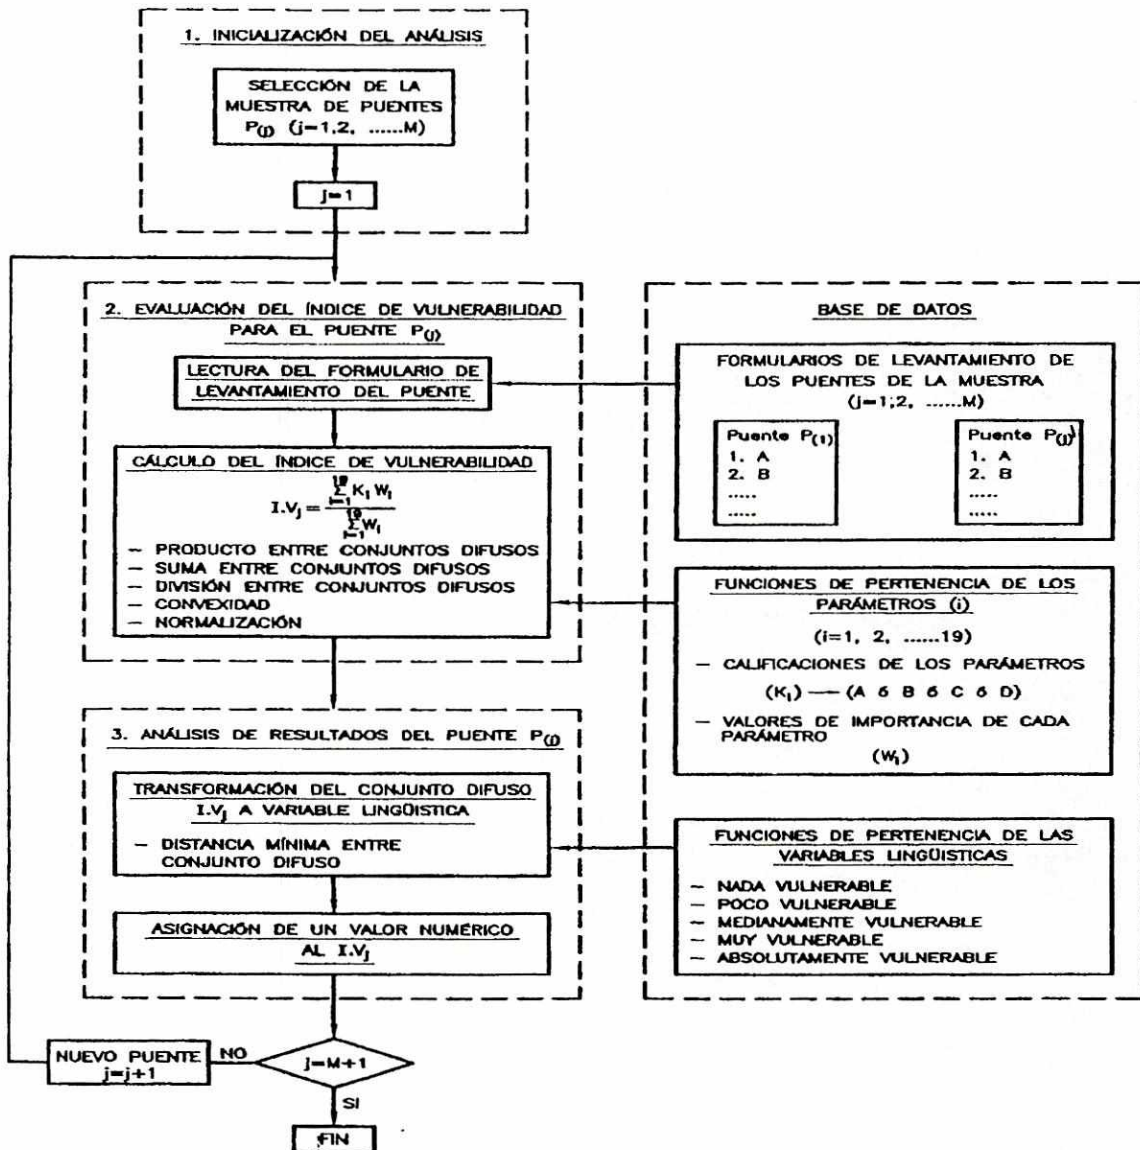 1. INICIALIZACIÓN DEL ANÁLISIS
SELECCIÓN DE LA
MUESTRA DE PUENTES
P(j) (j=1,2, ......M)
j=1
2. EVALUACIÓN DEL ÍNDICE DE VULNERABILIDAD
PARA EL PUENTE P(j)
LECTURA DEL FORMULARIO DE
LEVANTAMIENTO DEL PUENTE
CÁLCULO DEL ÍNDICE DE VULNERABILIDAD
I.Vj = 19 Σ i=1 Ki Wi / 19 Σ i=1 Wi
– PRODUCTO ENTRE CONJUNTOS DIFUSOS
– SUMA ENTRE CONJUNTOS DIFUSOS
– DIVISIÓN ENTRE CONJUNTOS DIFUSOS
– CONVEXIDAD
– NORMALIZACIÓN
3. ANÁLISIS DE RESULTADOS DEL PUENTE P(j)
TRANSFORMACIÓN DEL CONJUNTO DIFUSO
I.Vj A VARIABLE LINGÜISTICA
– DISTANCIA MÍNIMA ENTRE
CONJUNTO DIFUSO
ASIGNACIÓN DE UN VALOR NUMÉRICO
AL I.Vj
j=M+1
NO
NUEVO PUENTE
j=j+1
SI
FIN
BASE DE DATOS
FORMULARIOS DE LEVANTAMIENTO DE
LOS PUENTES DE LA MUESTRA
(j=1;2, ......M)
Puente P(1)
1. A
2. B
.....
.....
Puente P(j)
1. A
2. B
.....
.....
FUNCIONES DE PERTENENCIA DE LOS
PARÁMETROS (i)
(i=1, 2, ......19)
– CALIFICACIONES DE LOS PARÁMETROS
(Ki) — (A ó B ó C ó D)
– VALORES DE IMPORTANCIA DE CADA
PARÁMETRO
(Wi)
FUNCIONES DE PERTENENCIA DE LAS
VARIABLES LINGÜISTICAS
– NADA VULNERABLE
– POCO VULNERABLE
– MEDIANAMENTE VULNERABLE
– MUY VULNERABLE
– ABSOLUTAMENTE VULNERABLE